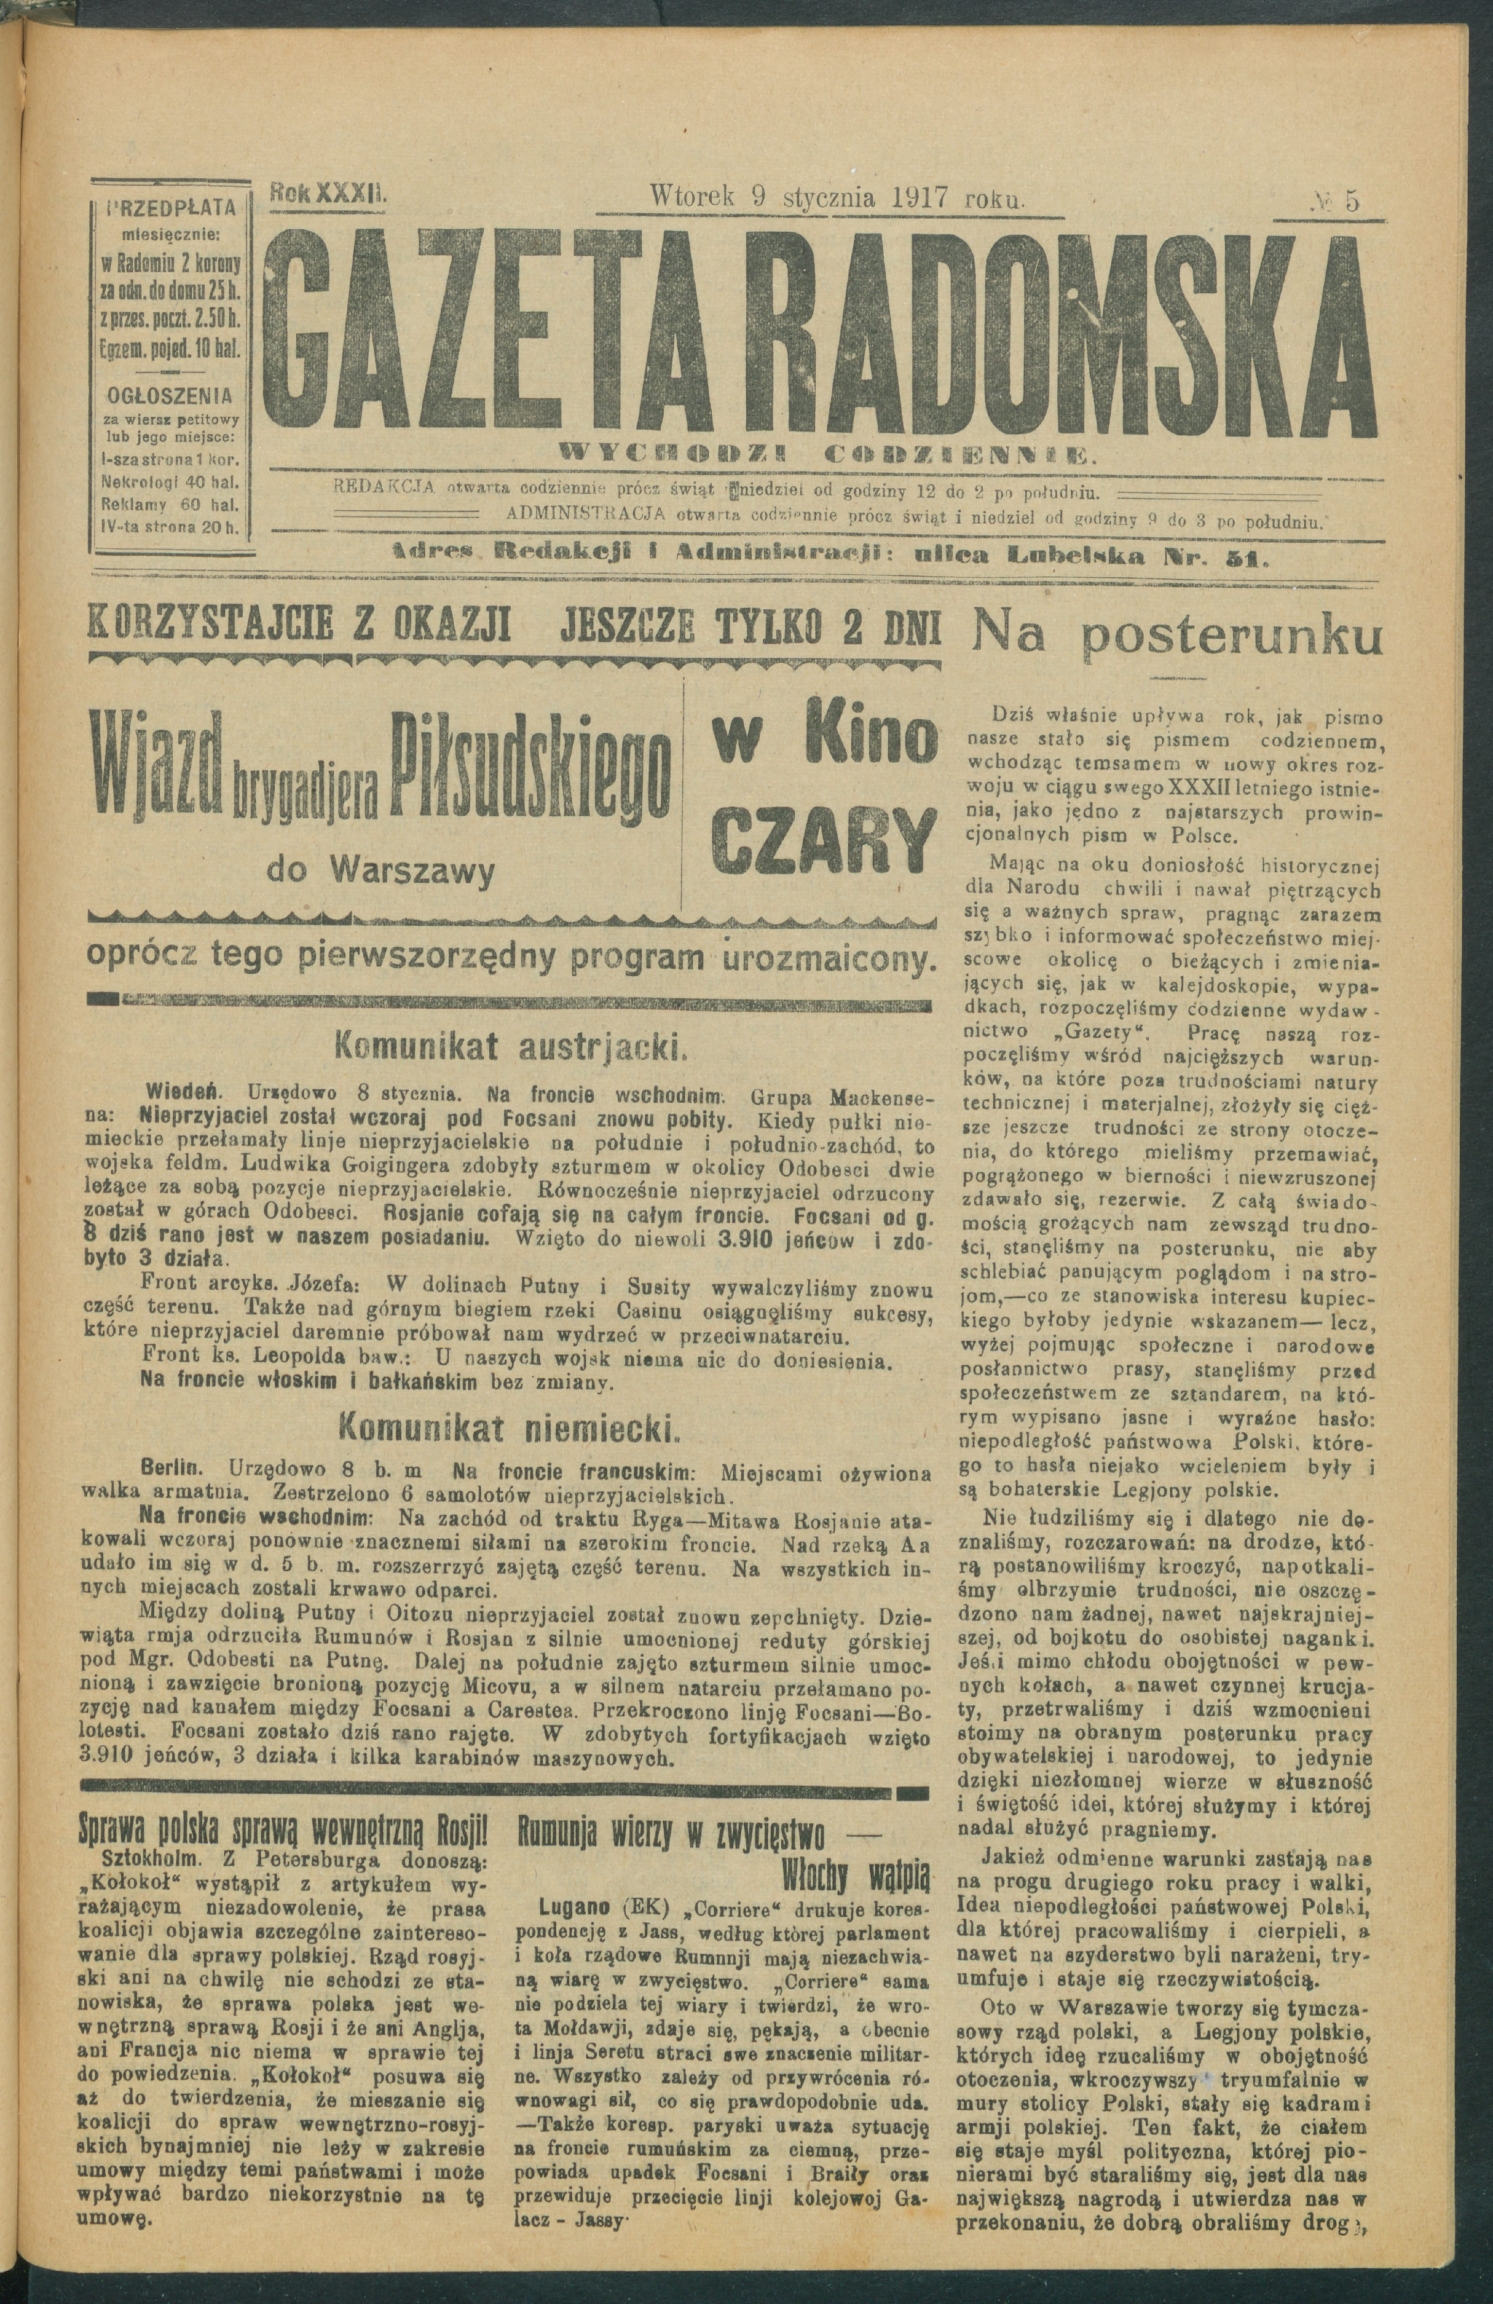 PRZEDPŁATA
miesięcznie:
w Radomiu 2 korony
za odn. do domu 25 h.
z przes. poczt. 2.50 h.
Egzem. pojed. 10 hal.
OGŁOSZENIA
za wiersz petitowy
lub jego miejsce:
I-sza strona 1 kor.
Nekrologi 40 hal.
Reklamy 60 hal.
IV-ta strona 20 h.
Rok XXXII.
Wtorek 9 stycznia 1917 roku.
№ 5
GAZETA RADOMSKA
WYCHODZI CODZIENNIE.
REDAKCJA otwarta codziennie prócz świąt niedziel od godziny 12 do 2 po południu.
ADMINISTRACJA otwarta codziennie prócz świąt i niedziel od godziny 9 do 3 po południu.
Adres Redakcji i Administracji: ulica Lubelska Nr. 51.
KORZYSTAJCIE Z OKAZJI JESZCZE TYLKO 2 DNI
Wjazd brygadjera Piłsudskiego
do Warszawy
w Kino
CZARY
oprócz tego pierwszorzędny program urozmaicony.
Komunikat austrjacki.
Wiedeń. Urzędowo 8 stycznia. Na froncie wschodnim. Grupa Mackense-
na: Nieprzyjaciel został wczoraj pod Focsani znowu pobity. Kiedy pułki nie-
mieckie przełamały linje nieprzyjacielskie na południe i południo-zachód, to
wojska feldm. Ludwika Goigingera zdobyły szturmem w okolicy Odobesci dwie
leżące za sobą pozycje nieprzyjacielskie. Równocześnie nieprzyjaciel odrzucony
został w górach Odobesci. Rosjanie cofają się na całym froncie. Focsani od g.
8 dziś rano jest w naszem posiadaniu. Wzięto do niewoli 3.910 jeńców i zdo-
byto 3 działa.
Front arcyks. Józefa: W dolinach Putny i Susity wywalczyliśmy znowu
część terenu. Także nad górnym biegiem rzeki Casinu osiągnęliśmy sukcesy,
które nieprzyjaciel daremnie próbował nam wydrzeć w przeciwnatarciu.
Front ks. Leopolda baw.: U naszych wojsk niema nic do doniesienia.
Na froncie włoskim i bałkańskim bez zmiany.
Komunikat niemiecki.
Berlin. Urzędowo 8 b. m Na froncie francuskim: Miejscami ożywiona
walka armatnia. Zestrzelono 6 samolotów nieprzyjacielskich.
Na froncie wschodnim: Na zachód od traktu Ryga—Mitawa Rosjanie ata-
kowali wczoraj ponownie znacznemi siłami na szerokim froncie. Nad rzeką Aa
udało im się w d. 5 b. m. rozszerrzyć zajętą część terenu. Na wszystkich in-
nych miejscach zostali krwawo odparci.
Między doliną Putny i Oitozu nieprzyjaciel został znowu zepchnięty. Dzie-
wiąta rmja odrzuciła Rumunów i Rosjan z silnie umocnionej reduty górskiej
pod Mgr. Odobesti na Putnę. Dalej na południe zajęto szturmem silnie umoc-
nioną i zawzięcie bronioną pozycję Micovu, a w silnem natarciu przełamano po-
zycję nad kanałem między Focsani a Carestea. Przekroczono linję Focsani—Bo-
lotesti. Focsani zostało dziś rano rajęte. W zdobytych fortyfikacjach wzięto
3.910 jeńców, 3 działa i kilka karabinów maszynowych.
Sprawa polska sprawą wewnętrzną Rosji!
Sztokholm. Z Petersburga donoszą:
„Kołokoł“ wystąpił z artykułem wy-
rażającym niezadowolenie, że prasa
koalicji objawia szczególne zaintereso-
wanie dla sprawy polskiej. Rząd rosyj-
ski ani na chwilę nie schodzi ze sta-
nowiska, że sprawa polska jest we-
wnętrzną sprawą Rosji i że ani Anglja,
ani Francja nic niema w sprawie tej
do powiedzenia. „Kołokoł“ posuwa się
aż do twierdzenia, że mieszanie się
koalicji do spraw wewnętrzno-rosyj-
skich bynajmniej nie leży w zakresie
umowy między temi państwami i może
wpływać bardzo niekorzystnie na tę
umowę.
Rumunja wierzy w zwycięstwo —
Włochy wątpią
Lugano (EK) „Corriere“ drukuje kores-
pondencję z Jass, według której parlament
i koła rządowe Rumnnji mają niezachwia-
ną wiarę w zwycięstwo. „Corriere“ sama
nie podziela tej wiary i twierdzi, że wro-
ta Mołdawji, zdaje się, pękają, a obecnie
i linja Seretu straci swe znaczenie militar-
ne. Wszystko zależy od przywrócenia ró-
wnowagi sił, co się prawdopodobnie uda.
—Także koresp. paryski uważa sytuację
na froncie rumuńskim za ciemną, prze-
powiada upadek Focsani i Braiły oraz
przewiduje przecięcie linji kolejowoj Ga-
lacz - Jassy.
Na posterunku
Dziś właśnie upływa rok, jak pismo
nasze stało się pismem codziennem,
wchodząc temsamem w nowy okres roz-
woju w ciągu swego XXXII letniego istnie-
nia, jako jędno z najstarszych prowin-
cjonalnych pism w Polsce.
Mając na oku doniosłość historycznej
dla Narodu chwili i nawał piętrzących
się a ważnych spraw, pragnąc zarazem
szybko i informować społeczeństwo miej-
scowe okolicę o bieżących i zmienia-
jących się, jak w kalejdoskopie, wypa-
dkach, rozpoczęliśmy codzienne wydaw-
nictwo „Gazety“. Pracę naszą roz-
poczęliśmy wśród najcięższych warun-
ków, na które poza trudnościami natury
technicznej i materjalnej, złożyły się cięż-
sze jeszcze trudności ze strony otocze-
nia, do którego mieliśmy przemawiać,
pogrążonego w bierności i niewzruszonej
zdawało się, rezerwie. Z całą świado-
mością grożących nam zewsząd trudno-
ści, stanęliśmy na posterunku, nie aby
schlebiać panującym poglądom i nastro-
jom,—co ze stanowiska interesu kupiec-
kiego byłoby jedynie wskazanem— lecz,
wyżej pojmując społeczne i narodowe
posłannictwo prasy, stanęliśmy przed
społeczeństwem ze sztandarem, na któ-
rym wypisano jasne i wyraźne hasło:
niepodległość państwowa Polski, które-
go to hasła niejako wcieleniem były i
są bohaterskie Legjony polskie.
Nie łudziliśmy się i dlatego nie do-
znaliśmy, rozczarowań: na drodze, któ-
rą postanowiliśmy kroczyć, napotkali-
śmy olbrzymie trudności, nie oszczę-
dzono nam żadnej, nawet najskrajniej-
szej, od bojkotu do osobistej naganki.
Jeśli mimo chłodu obojętności w pew-
nych kołach, a nawet czynnej krucja-
ty, przetrwaliśmy i dziś wzmocnieni
stoimy na obranym posterunku pracy
obywatelskiej i narodowej, to jedynie
dzięki niezłomnej wierze w słuszność
i świętość idei, której służymy i której
nadal służyć pragniemy.
Jakież odmienne warunki zastają nas
na progu drugiego roku pracy i walki,
Idea niepodległości państwowej Polski,
dla której pracowaliśmy i cierpieli, a
nawet na szyderstwo byli narażeni, try-
umfuje i staje się rzeczywistością.
Oto w Warszawie tworzy się tymcza-
sowy rząd polski, a Legjony polskie,
których ideę rzucaliśmy w obojętność
otoczenia, wkroczywszy tryumfalnie w
mury stolicy Polski, stały się kadrami
armji polskiej. Ten fakt, że ciałem
się staje myśl polityczna, której pio-
nierami być staraliśmy się, jest dla nas
największą nagrodą i utwierdza nas w
przekonaniu, że dobrą obraliśmy drogę,